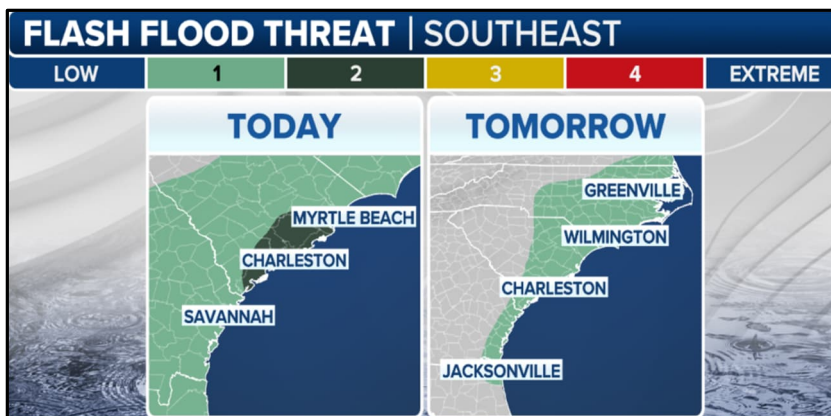 FLASH FLOOD THREAT | SOUTHEAST
LOW 1 2 3 4 EXTREME
TODAY
MYRTLE BEACH
CHARLESTON
SAVANNAH
TOMORROW
GREENVILLE
WILMINGTON
CHARLESTON
JACKSONVILLE